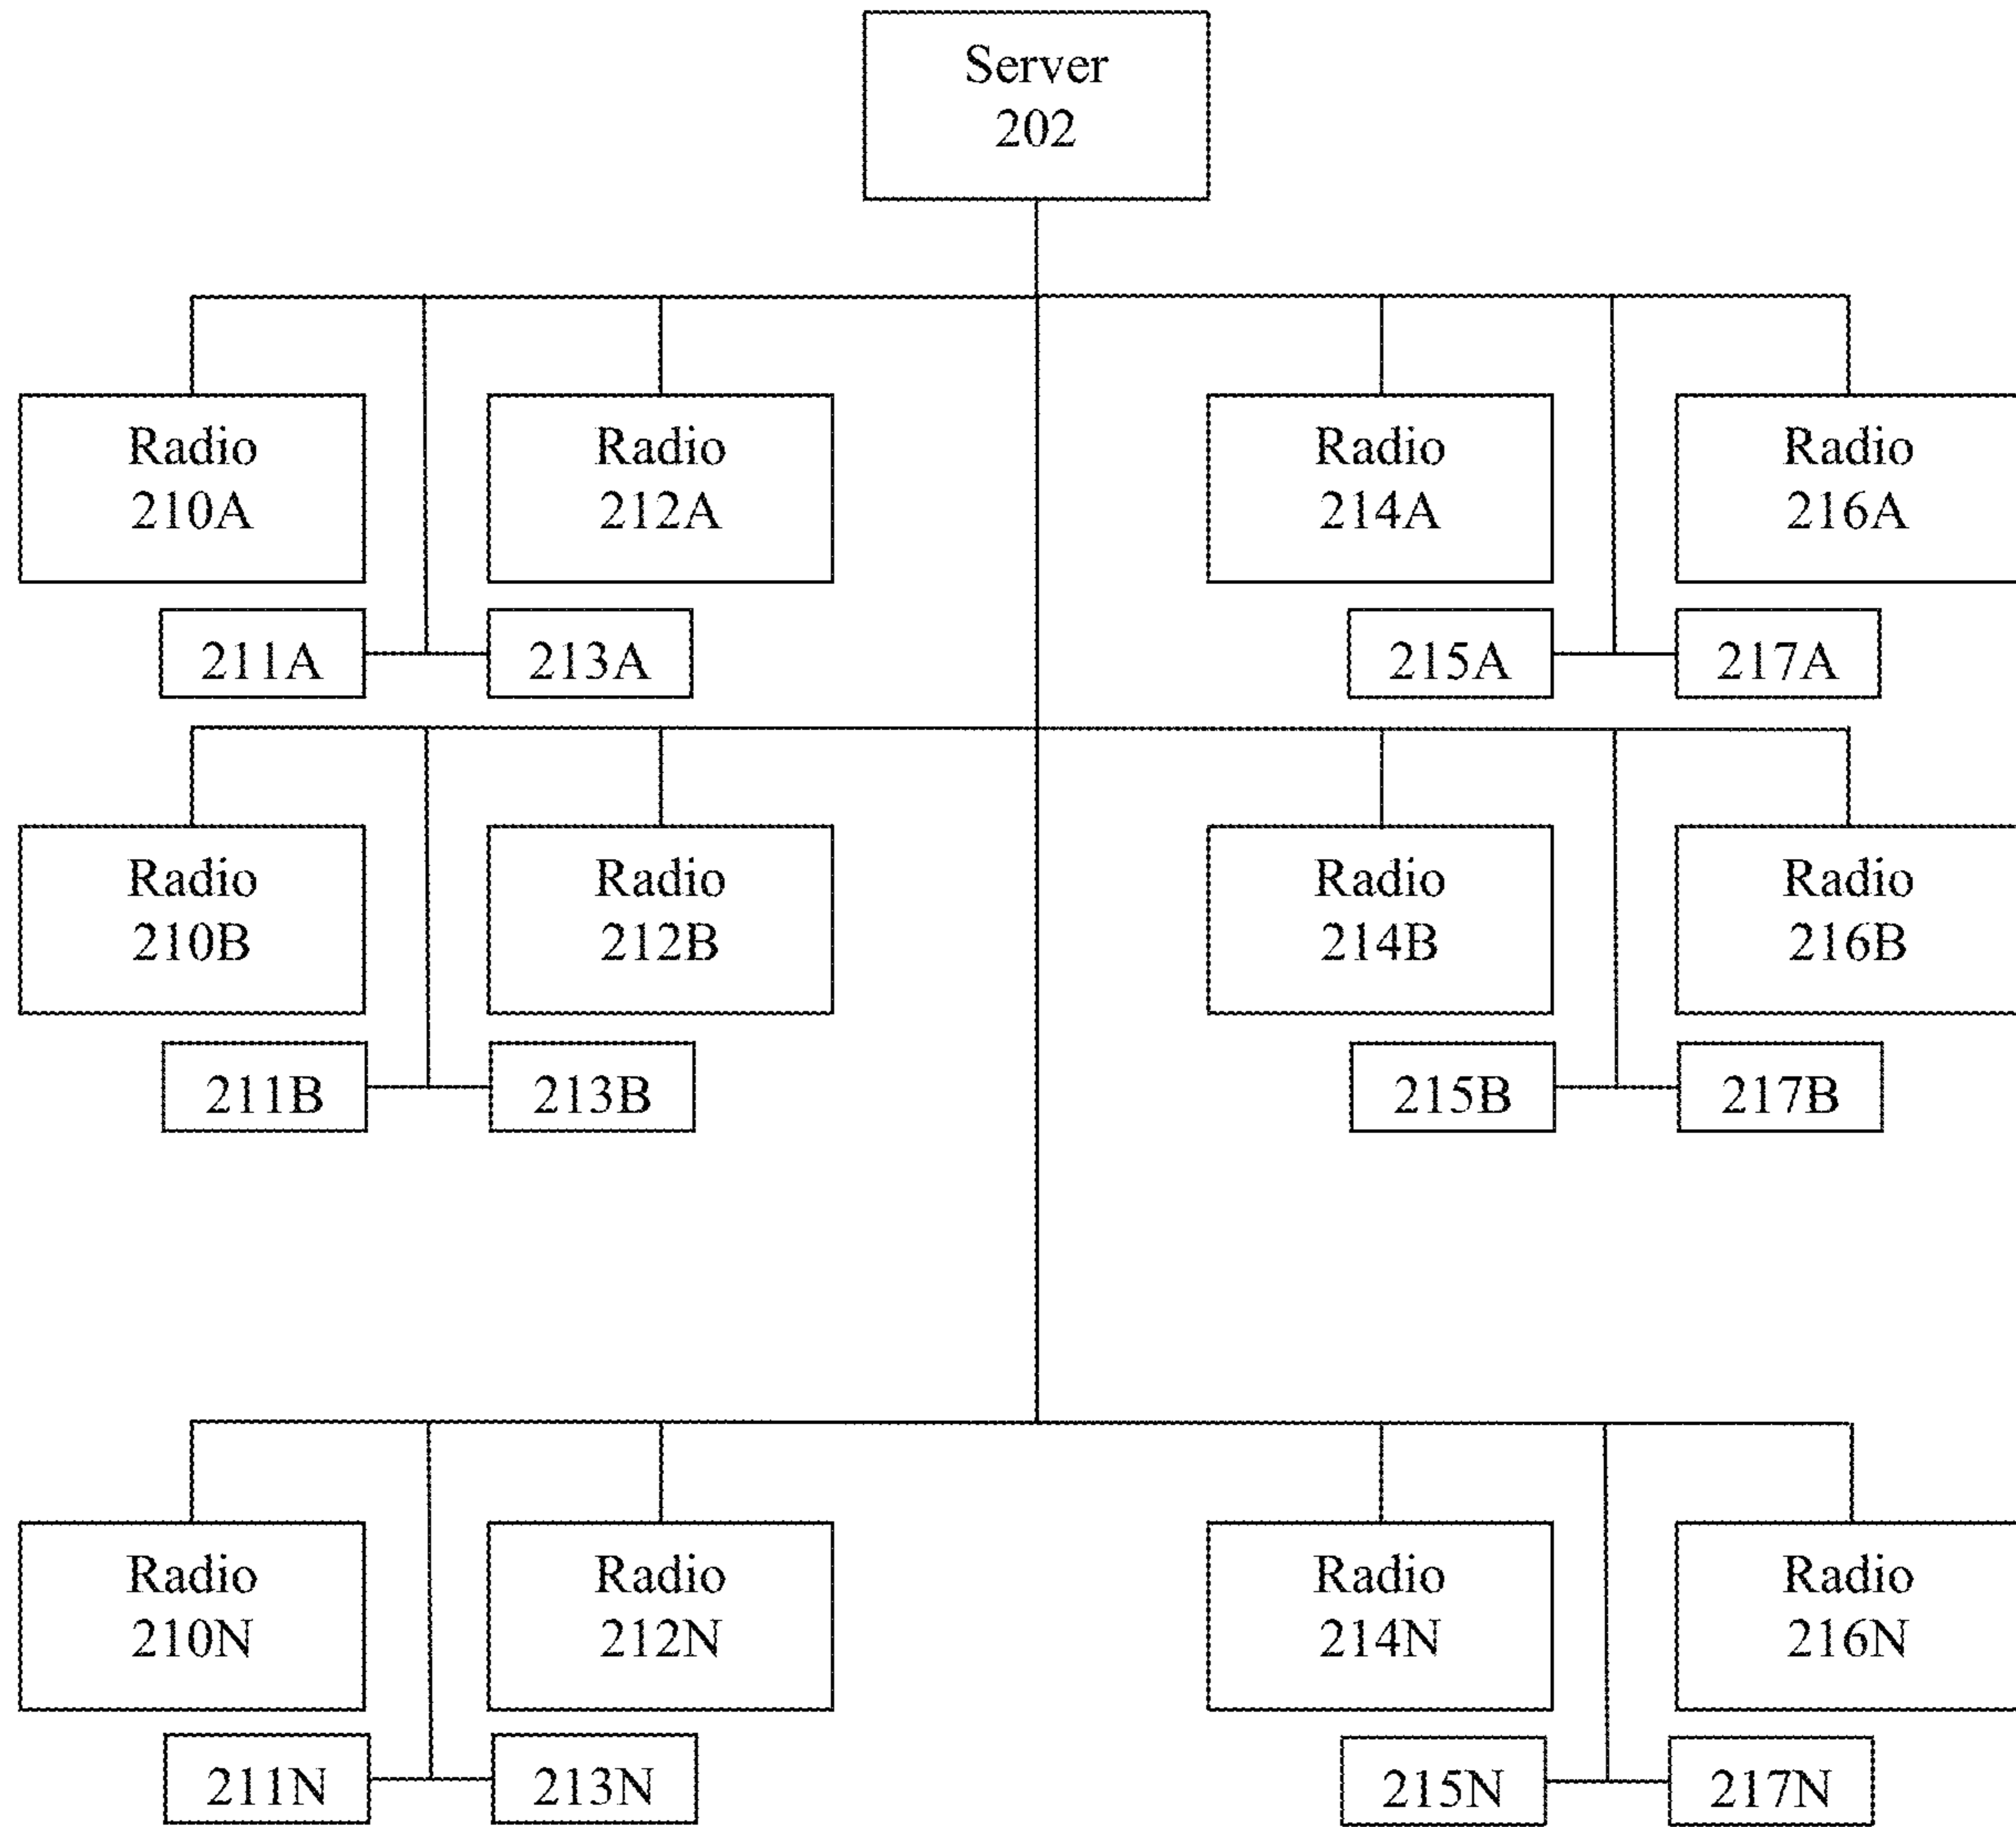 Server
202
Radio
210A
Radio
212A
Radio
214A
Radio
216A
211A
213A
215A
217A
Radio
210B
Radio
212B
Radio
214B
Radio
216B
211B
213B
215B
217B
Radio
210N
Radio
212N
Radio
214N
Radio
216N
211N
213N
215N
217N